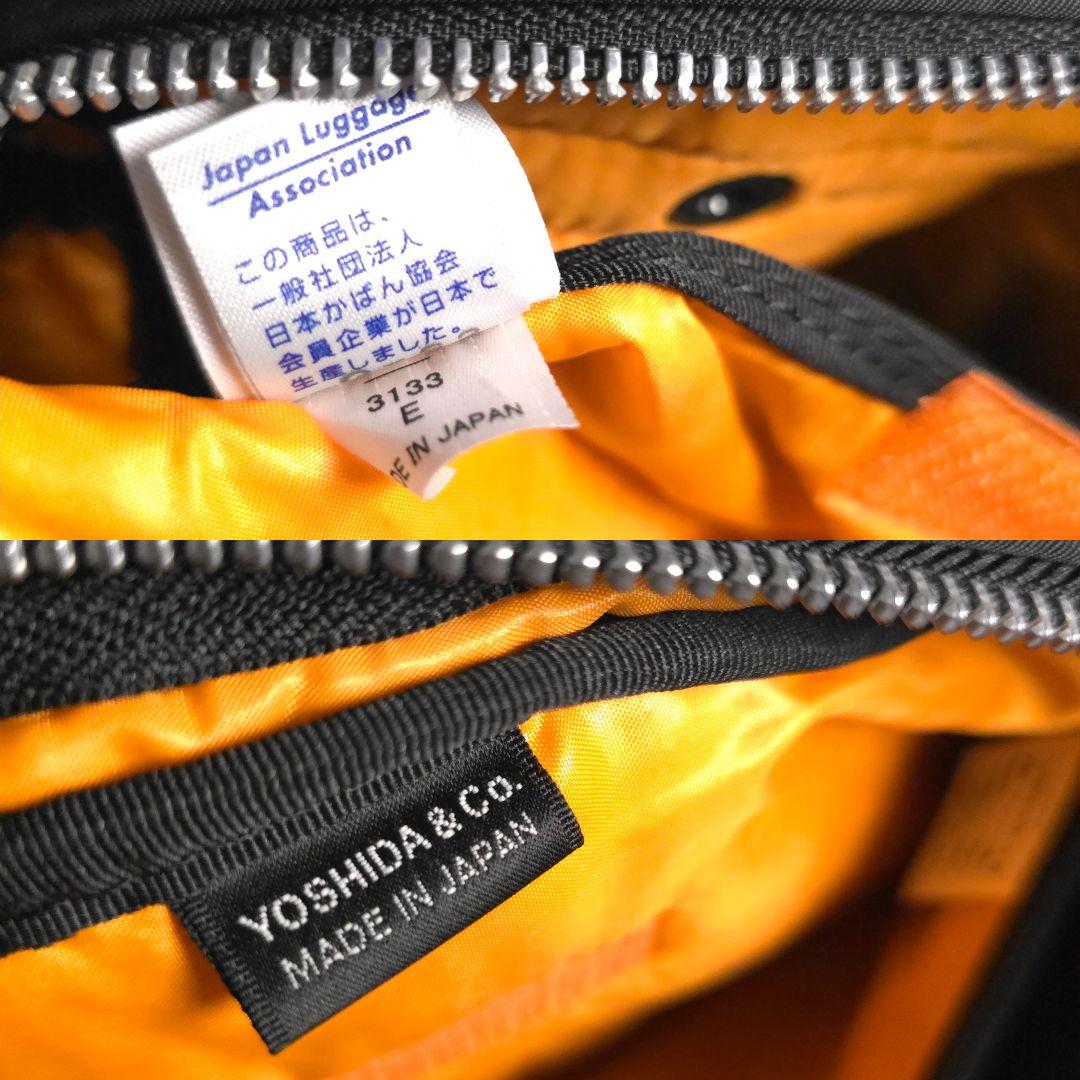 Japan Luggage
Association
この商品は、
一般社団法人
日本かばん協会
会員企業が日本で
生産しました。
3133
E
DE IN JAPAN
YOSHIDA & Co.
MADE IN JAPAN